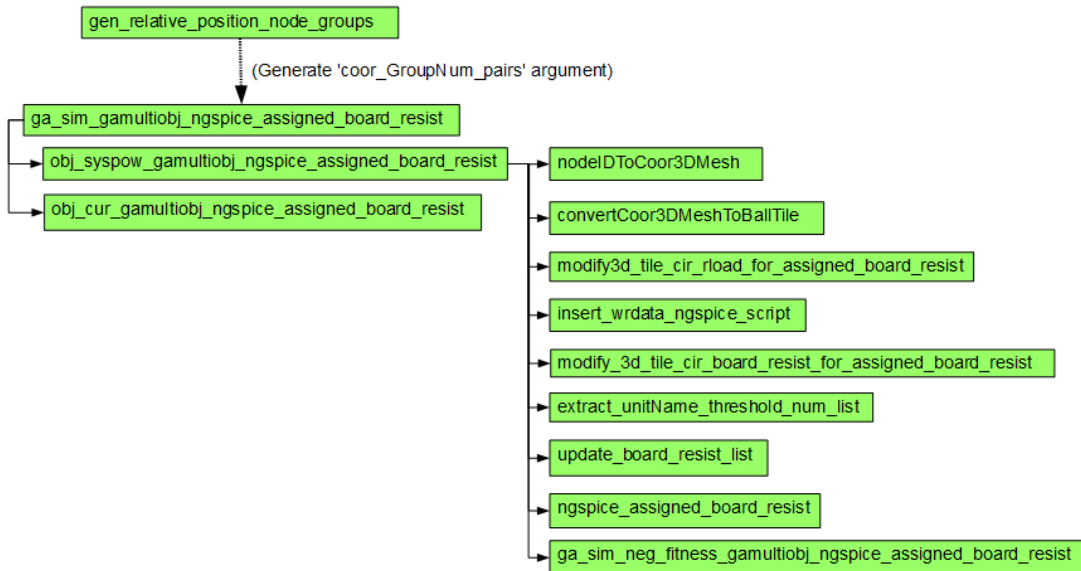 gen_relative_position_node_groups
(Generate 'coor_GroupNum_pairs' argument)
ga_sim_gamultiobj_ngspice_assigned_board_resist
obj_syspow_gamultiobj_ngspice_assigned_board_resist
obj_cur_gamultiobj_ngspice_assigned_board_resist
nodeIDToCoor3DMesh
convertCoor3DMeshToBallTile
modify3d_tile_cir_rload_for_assigned_board_resist
insert_wrdata_ngspice_script
modify_3d_tile_cir_board_resist_for_assigned_board_resist
extract_unitName_threshold_num_list
update_board_resist_list
ngspice_assigned_board_resist
ga_sim_neg_fitness_gamultiobj_ngspice_assigned_board_resist